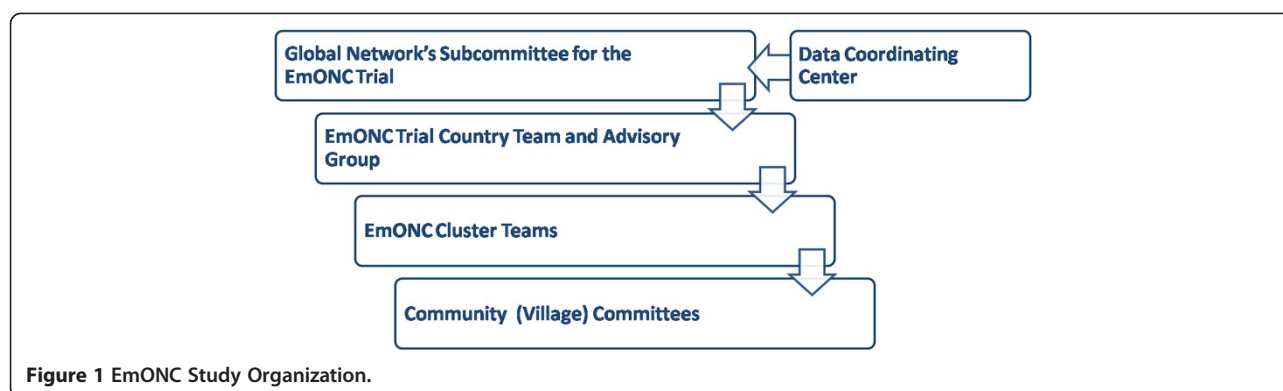 Global Network's Subcommittee for the
EmONC Trial
Data Coordinating
Center
EmONC Trial Country Team and Advisory
Group
EmONC Cluster Teams
Community (Village) Committees
Figure 1 EmONC Study Organization.